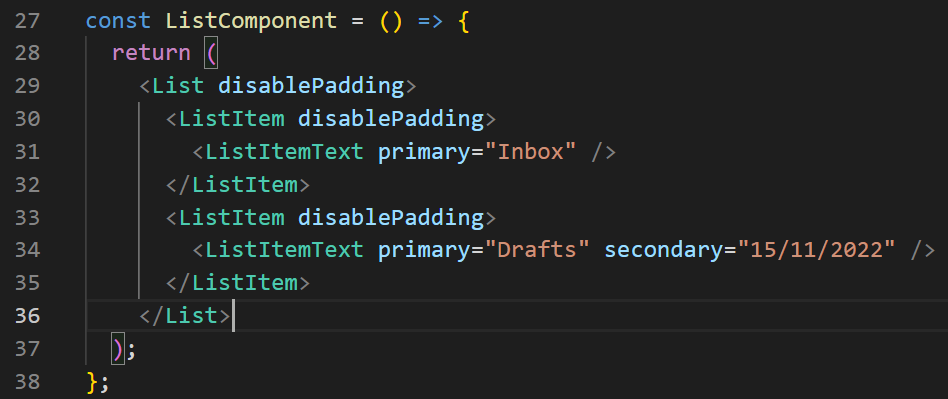 27 const ListComponent = () => {
28   return (
29     <List disablePadding>
30       <ListItem disablePadding>
31         <ListItemText primary="Inbox" />
32       </ListItem>
33       <ListItem disablePadding>
34         <ListItemText primary="Drafts" secondary="15/11/2022" />
35       </ListItem>
36     </List>
37   );
38 };